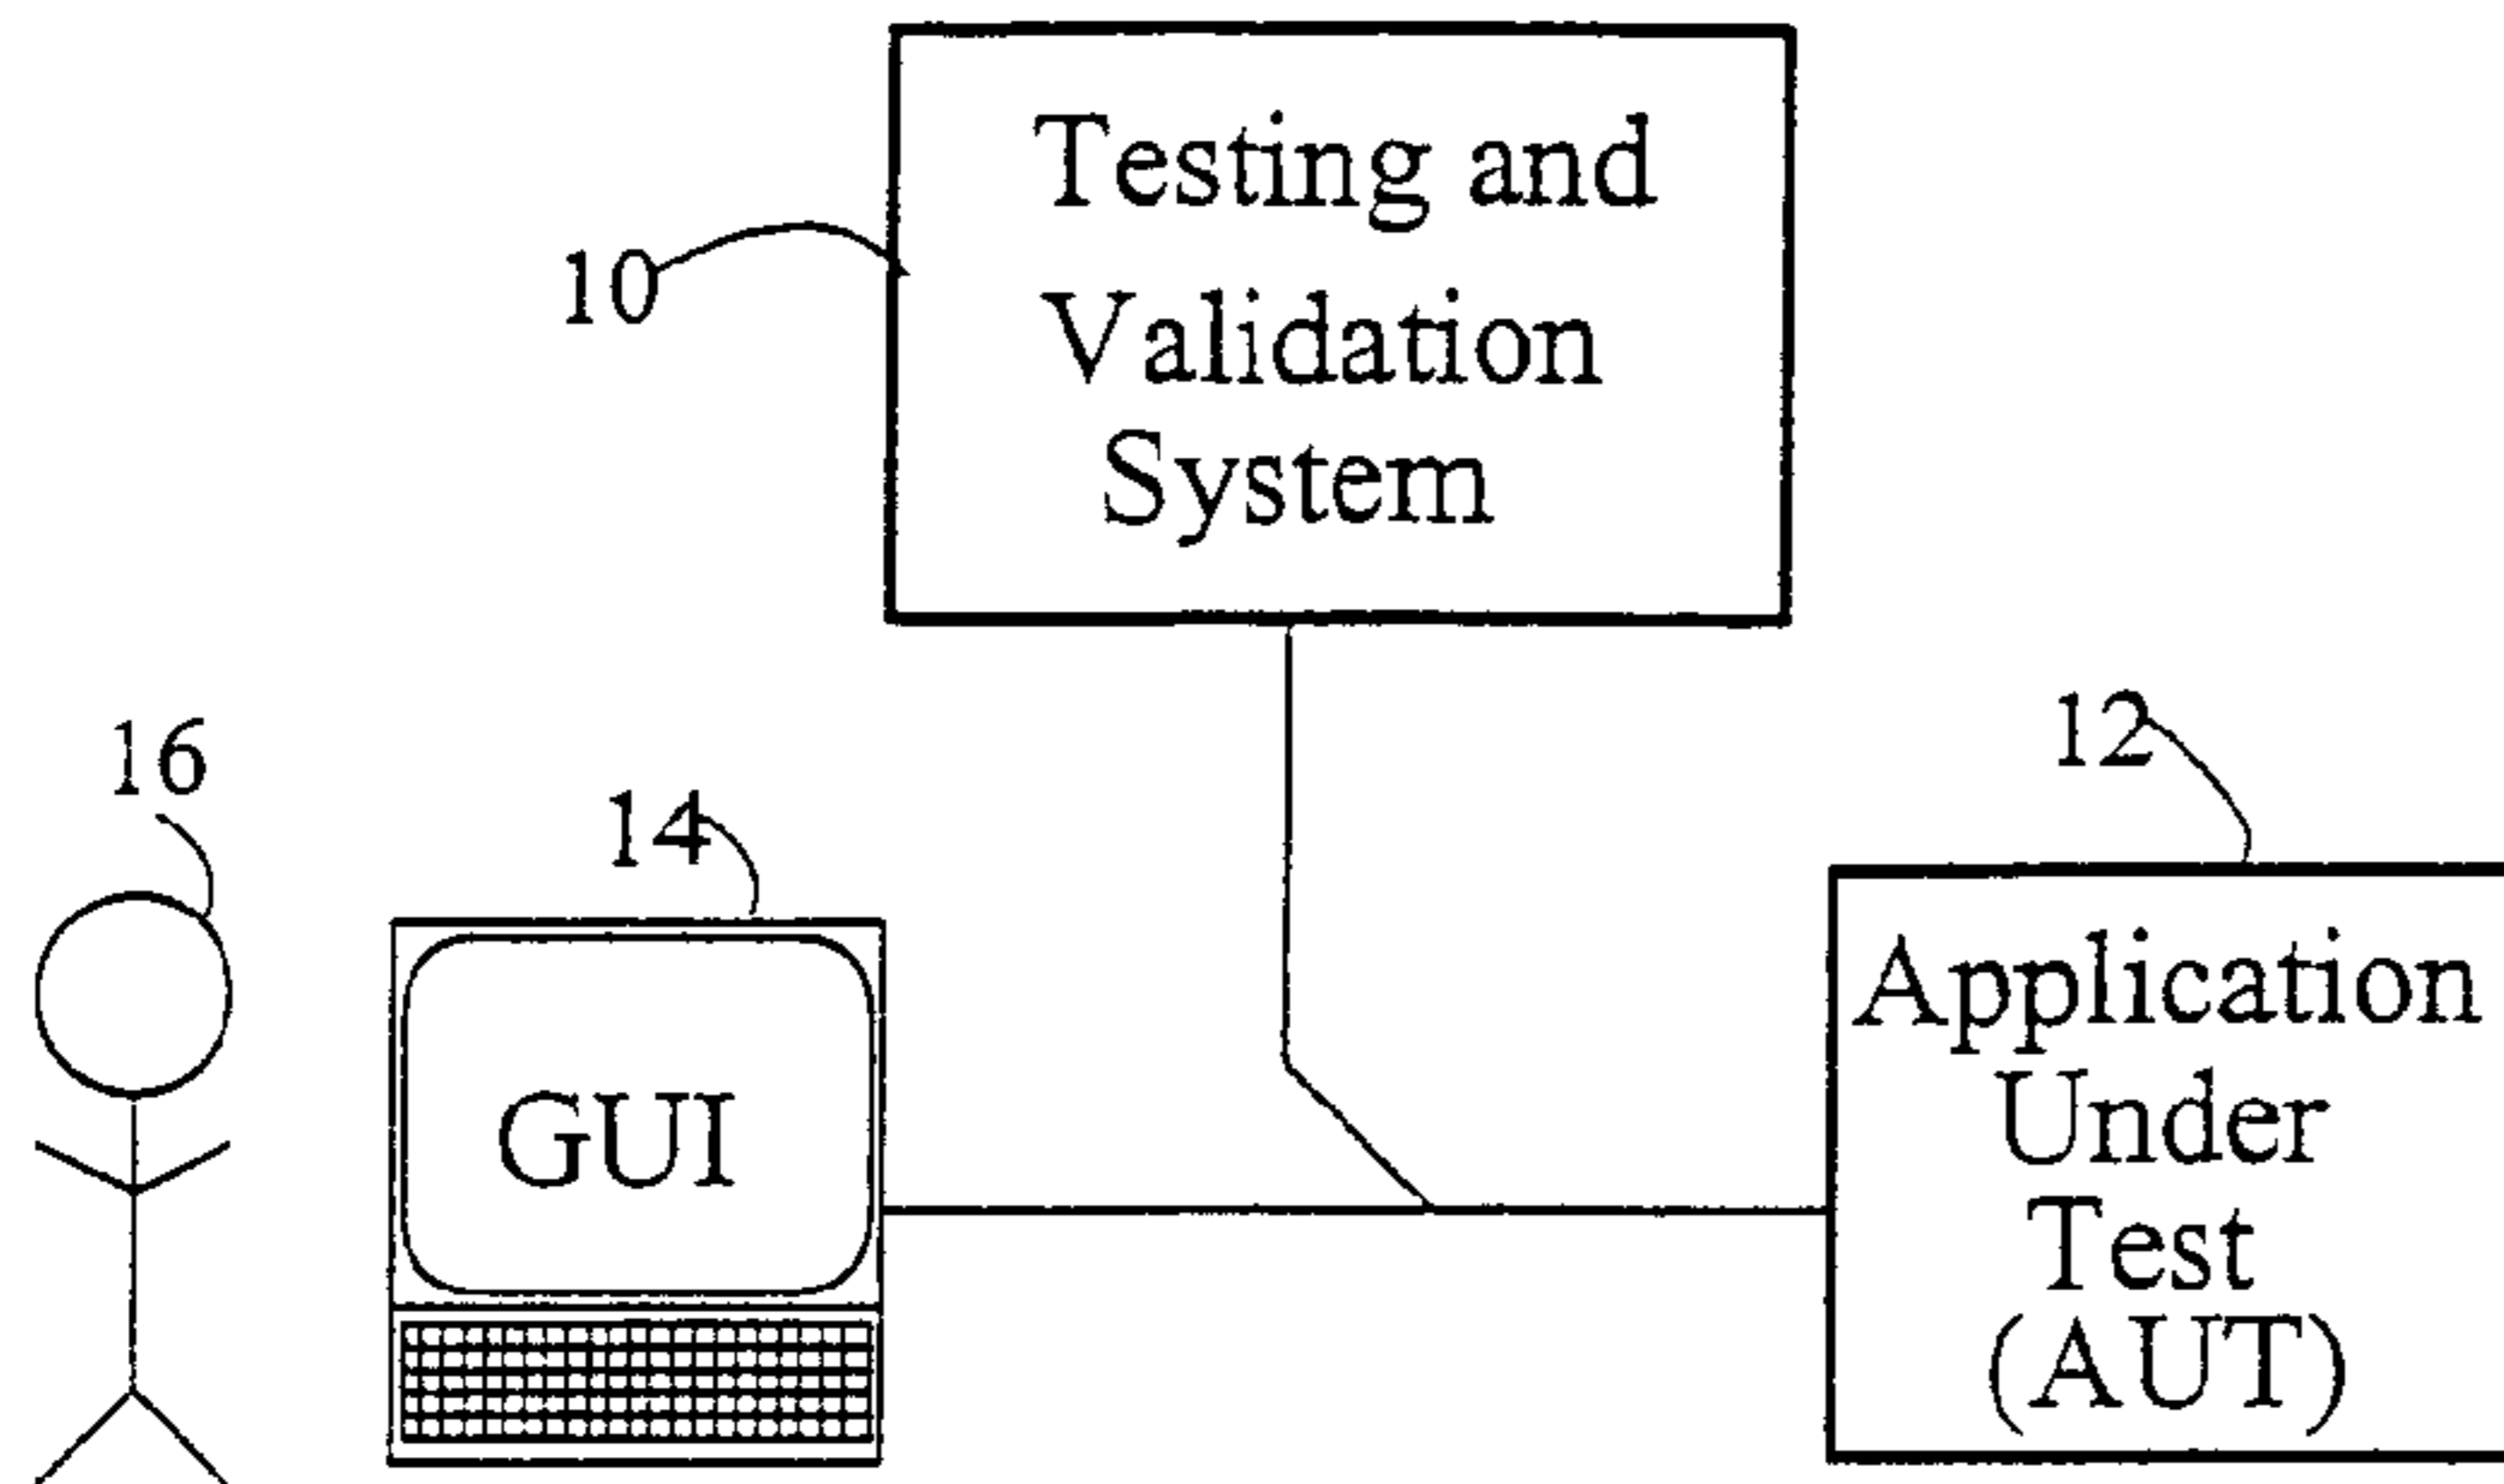 Testing and
Validation
System
10
16
14
12
GUI
Application
Under
Test
(AUT)